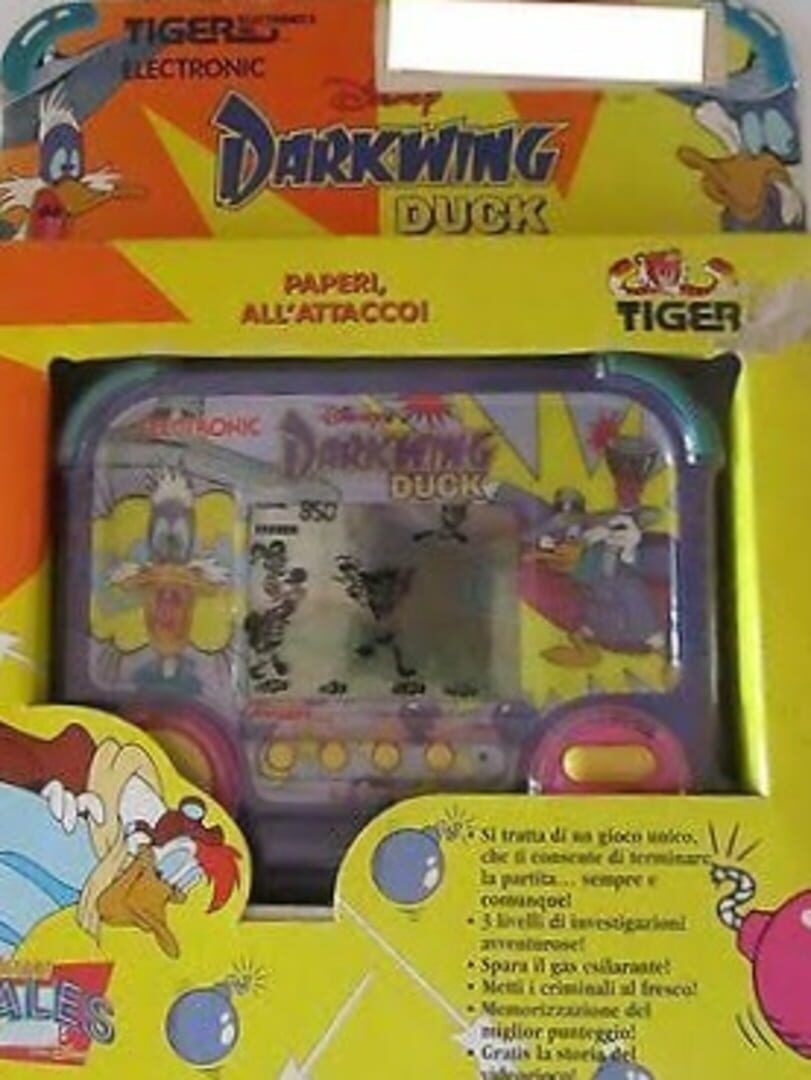 TIGER ELECTRONICS
ELECTRONIC
Disney
DARKWING
DUCK
PAPERI,
ALL'ATTACCO!
TIGER
ELECTRONIC
Disney's
DARKWING
DUCK
850
• Si tratta di un gioco unico,
che ti consente di terminare
la partita... sempre e
comunque!
• 3 livelli di investigazioni
avventurose!
• Spara il gas esilarante!
• Metti i criminali al fresco!
• Memorizzazione del
miglior punteggio!
• Gratis la storia del
videogioco!
ALES